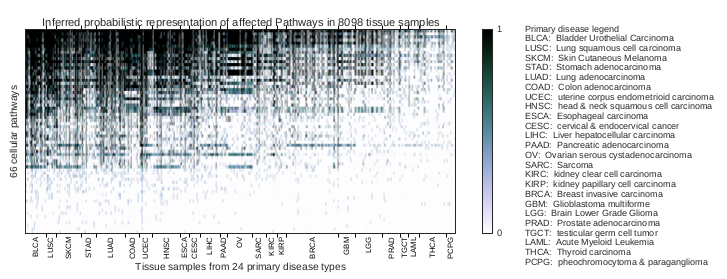 Inferred probabilistic representation of affected Pathways in 8098 tissue samples
66 cellular pathways
BLCA
LUSC
SKCM
STAD
LUAD
COAD
UCEC
HNSC
ESCA
CESC
LIHC
PAAD
OV
SARC
KIRC
KIRP
BRCA
GBM
LGG
PRAD
TGCT
LAML
THCA
PCPG
Tissue samples from 24 primary disease types
1
0
Primary disease legend
BLCA: Bladder Urothelial Carcinoma
LUSC: Lung squamous cell carcinoma
SKCM: Skin Cutaneous Melanoma
STAD: Stomach adenocarcinoma
LUAD: Lung adenocarcinoma
COAD: Colon adenocarcinoma
UCEC: uterine corpus endometrioid carcinoma
HNSC: head & neck squamous cell carcinoma
ESCA: Esophageal carcinoma
CESC: cervical & endocervical cancer
LIHC: Liver hepatocellular carcinoma
PAAD: Pancreatic adenocarcinoma
OV: Ovarian serous cystadenocarcinoma
SARC: Sarcoma
KIRC: kidney clear cell carcinoma
KIRP: kidney papillary cell carcinoma
BRCA: Breast invasive carcinoma
GBM: Glioblastoma multiforme
LGG: Brain Lower Grade Glioma
PRAD: Prostate adenocarcinoma
TGCT: testicular germ cell tumor
LAML: Acute Myeloid Leukemia
THCA: Thyroid carcinoma
PCPG: pheochromocytoma & paraganglioma